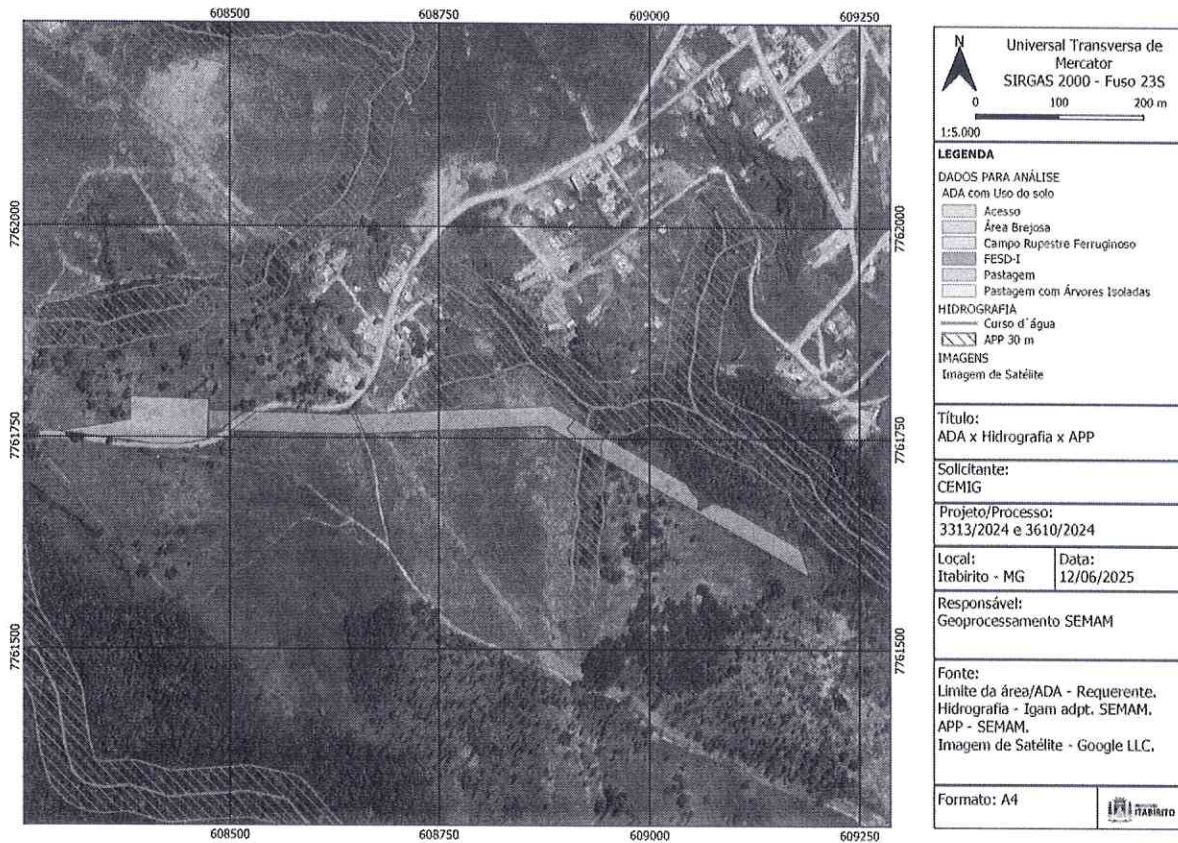 608500 608750 609000 609250
7762000
7761750
7761500
7762000
7761750
7761500
608500 608750 609000 609250
N
Universal Transversa de
Mercator
SIRGAS 2000 - Fuso 23S
0 100 200 m
1:5.000
LEGENDA
DADOS PARA ANÁLISE
ADA com Uso do solo
Acesso
Área Brejosa
Campo Rupestre Ferruginoso
FESD-I
Pastagem
Pastagem com Árvores Isoladas
HIDROGRAFIA
Curso d´água
APP 30 m
IMAGENS
Imagem de Satélite
Título:
ADA x Hidrografia x APP
Solicitante:
CEMIG
Projeto/Processo:
3313/2024 e 3610/2024
Local:
Itabirito - MG
Data:
12/06/2025
Responsável:
Geoprocessamento SEMAM
Fonte:
Limite da área/ADA - Requerente.
Hidrografia - Igam adpt. SEMAM.
APP - SEMAM.
Imagem de Satélite - Google LLC.
Formato: A4
ITABIRITO